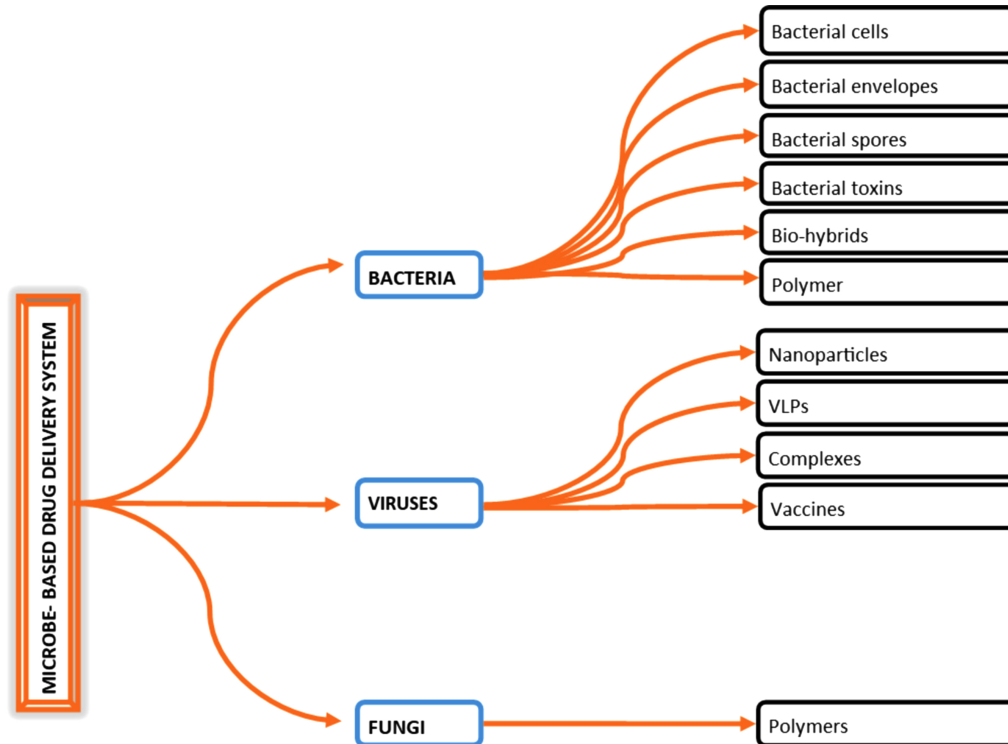 MICROBE- BASED DRUG DELIVERY SYSTEM
BACTERIA
Bacterial cells
Bacterial envelopes
Bacterial spores
Bacterial toxins
Bio-hybrids
Polymer
VIRUSES
Nanoparticles
VLPs
Complexes
Vaccines
FUNGI
Polymers